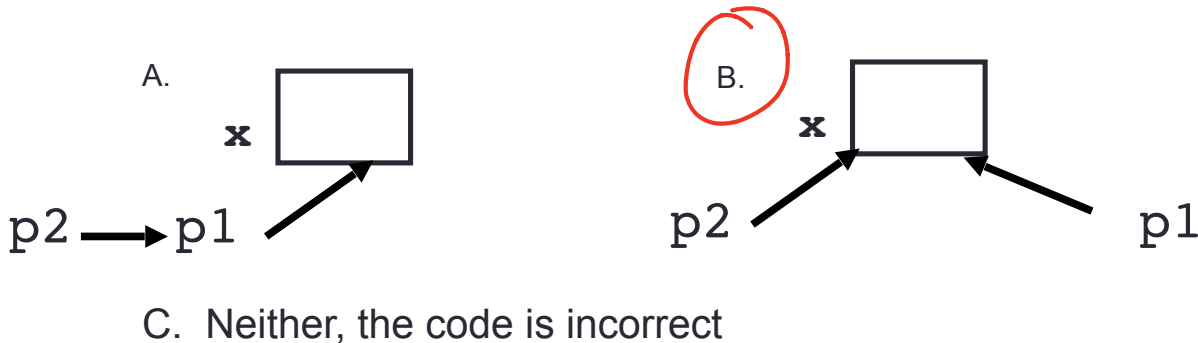 A.
B.
x
x
p2 p1
p2 p1
C. Neither, the code is incorrect